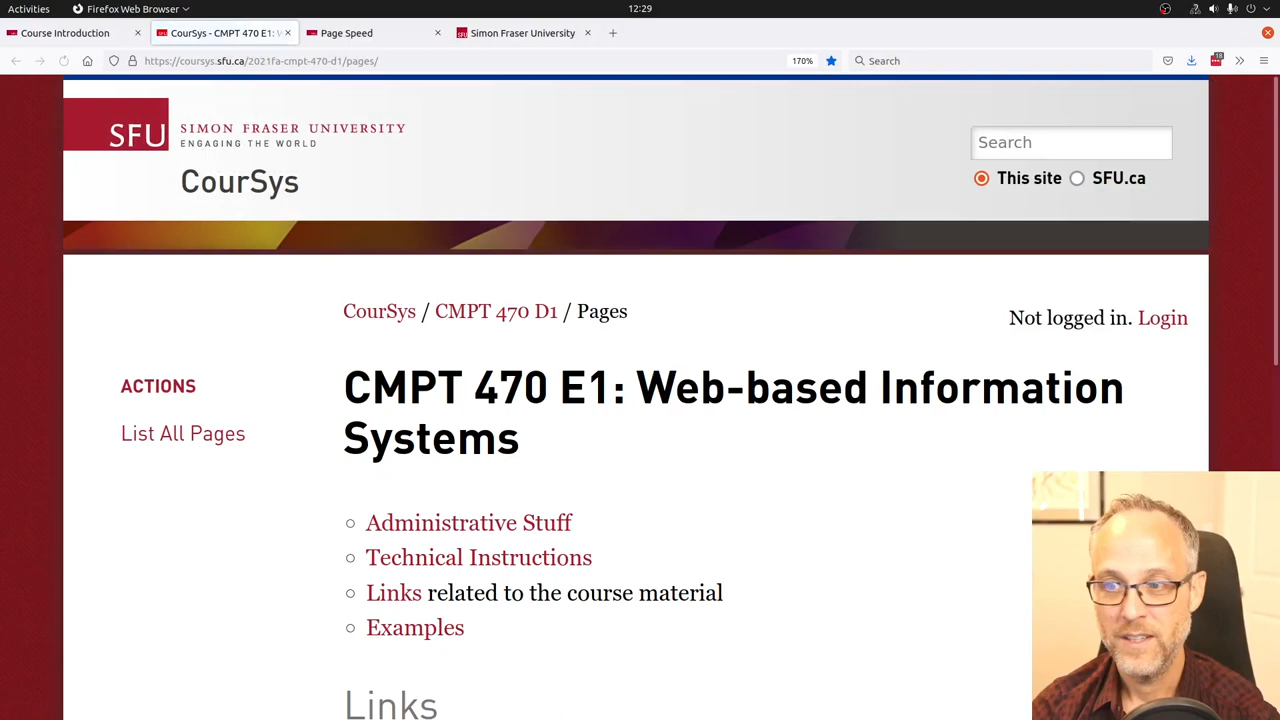 Activities
Firefox Web Browser
12:29
Course Introduction
CourSys - CMPT 470 E1: W
Page Speed
Simon Fraser University
https://coursys.sfu.ca/2021fa-cmpt-470-d1/pages/
170%
Search
18
SFU
SIMON FRASER UNIVERSITY
ENGAGING THE WORLD
CourSys
Search
This site
SFU.ca
CourSys / CMPT 470 D1 / Pages
Not logged in. Login
ACTIONS
List All Pages
CMPT 470 E1: Web-based Information
Systems
Administrative Stuff
Technical Instructions
Links related to the course material
Examples
Links